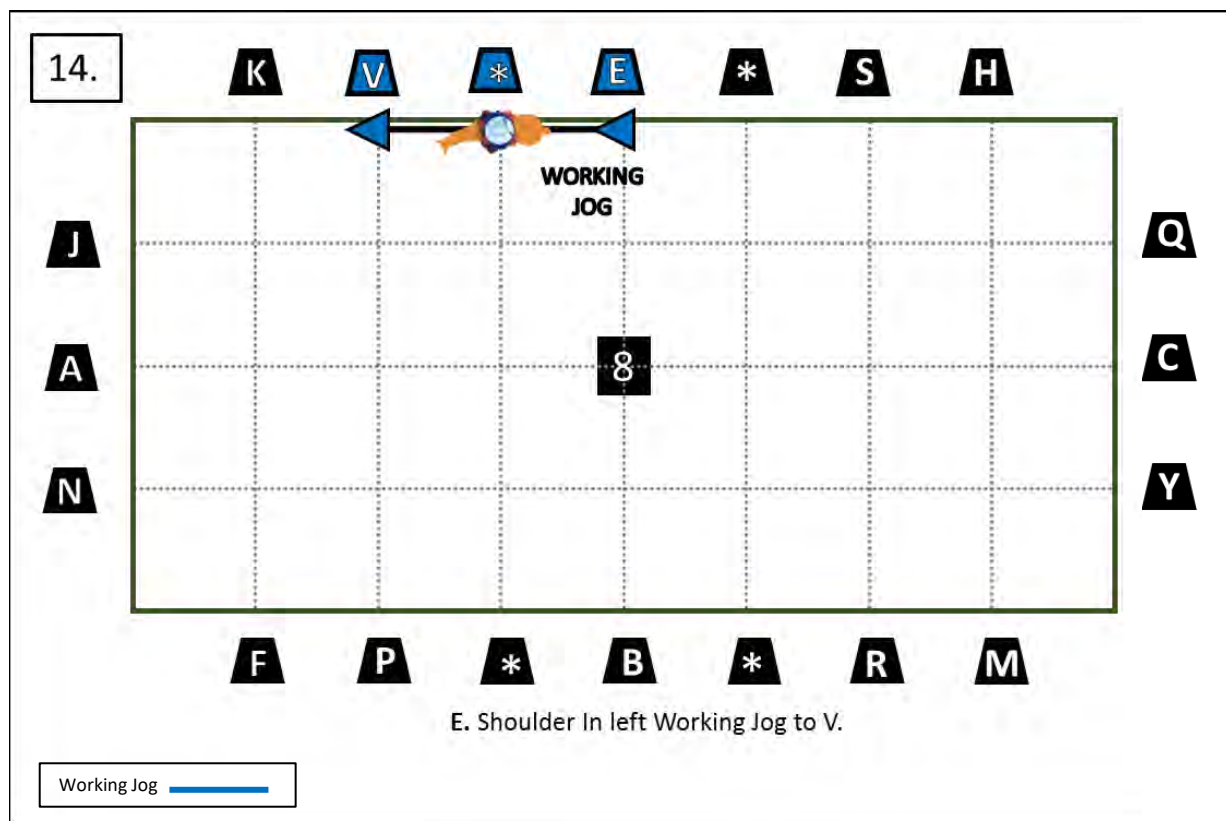 14.
K V * E * S H
WORKING
JOG
J Q
A 8 C
N Y
F P * B * R M
E. Shoulder In left Working Jog to V.
Working Jog